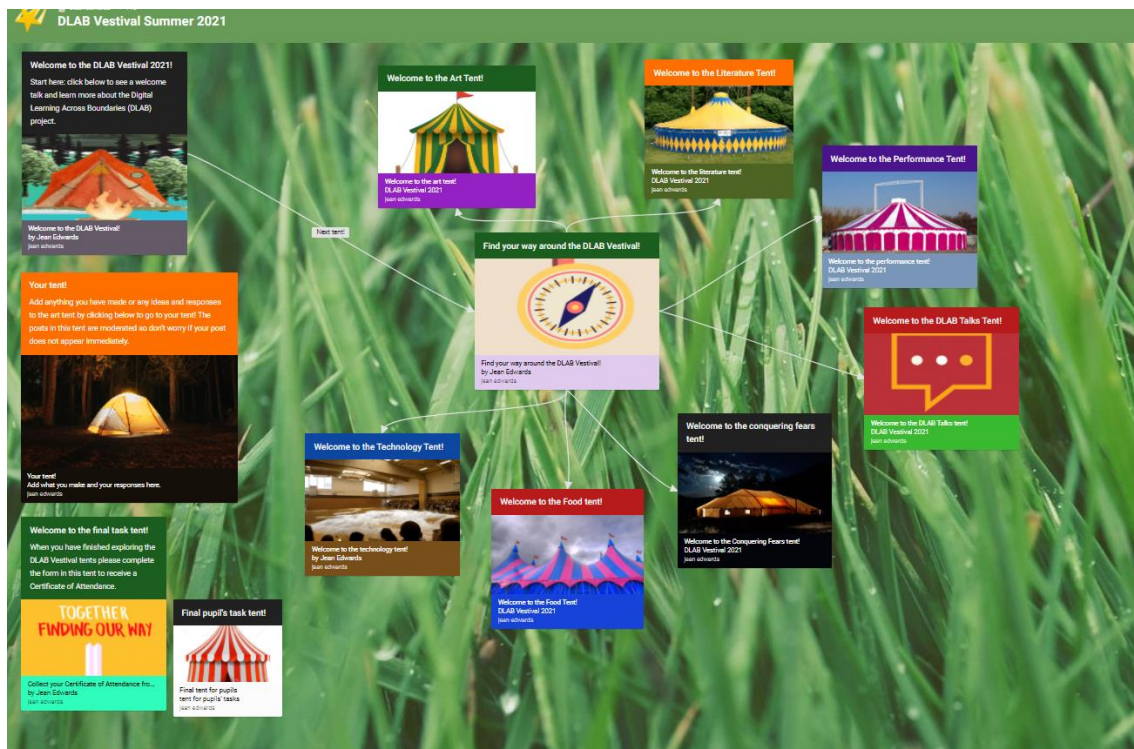 DLAB Vestival Summer 2021
Welcome to the DLAB Vestival 2021!
Start here: click below to see a welcome
talk and learn more about the Digital
Learning Across Boundaries (DLAB)
project.
Welcome to the DLAB Vestival!
by Jean Edwards
jean edwards
Next tent!
Your tent!
Add anything you have made or any ideas and responses
to the art tent by clicking below to go to your tent! The
posts in this tent are moderated so don't worry if your post
does not appear immediately.
Your tent!
Add what you make and your responses here.
jean edwards
Welcome to the final task tent!
When you have finished exploring the
DLAB Vestival tents please complete
the form in this tent to receive a
Certificate of Attendance.
TOGETHER
FINDING OUR WAY
Collect your Certificate of Attendance fro...
by Jean Edwards
jean edwards
Final pupil's task tent!
Final tent for pupils
tent for pupils' tasks
jean edwards
Welcome to the Art Tent!
Welcome to the art tent!
DLAB Vestival 2021
jean edwards
Welcome to the Literature Tent!
Welcome to the literature tent!
DLAB Vestival 2021
jean edwards
Welcome to the Performance Tent!
Welcome to the performance tent!
DLAB Vestival 2021
jean edwards
Find your way around the DLAB Vestival!
Find your way around the DLAB Vestival!
by Jean Edwards
jean edwards
Welcome to the DLAB Talks Tent!
Welcome to the DLAB Talks tent!
DLAB Vestival 2021
jean edwards
Welcome to the Technology Tent!
Welcome to the technology tent!
by Jean Edwards
jean edwards
Welcome to the Food tent!
Welcome to the Food Tent!
DLAB Vestival 2021
jean edwards
Welcome to the conquering fears
tent!
Welcome to the Conquering Fears tent!
DLAB Vestival 2021
jean edwards